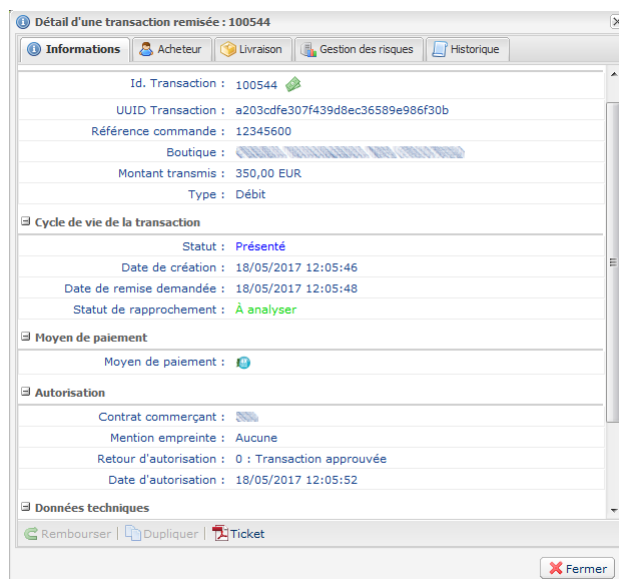 Détail d'une transaction remisée : 100544
Informations Acheteur Livraison Gestion des risques Historique
Id. Transaction : 100544
UUID Transaction : a203cdfe307f439d8ec36589e986f30b
Référence commande : 12345600
Boutique :
Montant transmis : 350,00 EUR
Type : Débit
Cycle de vie de la transaction
Statut : Présenté
Date de création : 18/05/2017 12:05:46
Date de remise demandée : 18/05/2017 12:05:48
Statut de rapprochement : À analyser
Moyen de paiement
Moyen de paiement :
Autorisation
Contrat commerçant :
Mention empreinte : Aucune
Retour d'autorisation : 0 : Transaction approuvée
Date d'autorisation : 18/05/2017 12:05:52
Données techniques
Rembourser Dupliquer Ticket
Fermer